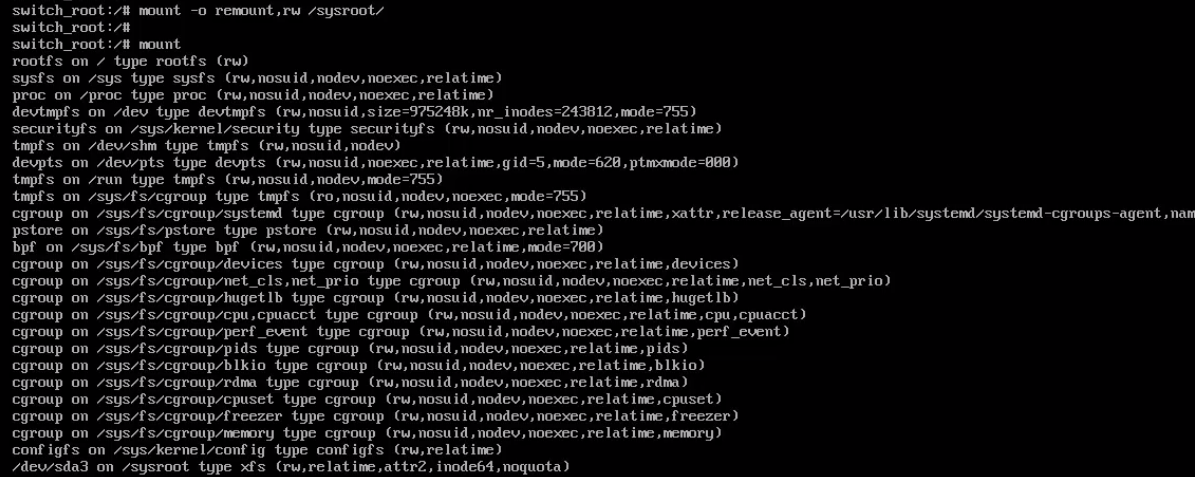 switch_root:/# mount -o remount,rw /sysroot/
switch_root:/#
switch_root:/# mount
rootfs on / type rootfs (rw)
sysfs on /sys type sysfs (rw,nosuid,nodev,noexec,relatime)
proc on /proc type proc (rw,nosuid,nodev,noexec,relatime)
devtmpfs on /dev type devtmpfs (rw,nosuid,size=975248k,nr_inodes=243812,mode=755)
securityfs on /sys/kernel/security type securityfs (rw,nosuid,nodev,noexec,relatime)
tmpfs on /dev/shm type tmpfs (rw,nosuid,nodev)
devpts on /dev/pts type devpts (rw,nosuid,noexec,relatime,gid=5,mode=620,ptmxmode=000)
tmpfs on /run type tmpfs (rw,nosuid,nodev,mode=755)
tmpfs on /sys/fs/cgroup type tmpfs (ro,nosuid,nodev,noexec,mode=755)
cgroup on /sys/fs/cgroup/systemd type cgroup (rw,nosuid,nodev,noexec,relatime,xattr,release_agent=/usr/lib/systemd/systemd-cgroups-agent,nam
pstore on /sys/fs/pstore type pstore (rw,nosuid,nodev,noexec,relatime)
bpf on /sys/fs/bpf type bpf (rw,nosuid,nodev,noexec,relatime,mode=700)
cgroup on /sys/fs/cgroup/devices type cgroup (rw,nosuid,nodev,noexec,relatime,devices)
cgroup on /sys/fs/cgroup/net_cls,net_prio type cgroup (rw,nosuid,nodev,noexec,relatime,net_cls,net_prio)
cgroup on /sys/fs/cgroup/hugetlb type cgroup (rw,nosuid,nodev,noexec,relatime,hugetlb)
cgroup on /sys/fs/cgroup/cpu,cpuacct type cgroup (rw,nosuid,nodev,noexec,relatime,cpu,cpuacct)
cgroup on /sys/fs/cgroup/perf_event type cgroup (rw,nosuid,nodev,noexec,relatime,perf_event)
cgroup on /sys/fs/cgroup/pids type cgroup (rw,nosuid,nodev,noexec,relatime,pids)
cgroup on /sys/fs/cgroup/blkio type cgroup (rw,nosuid,nodev,noexec,relatime,blkio)
cgroup on /sys/fs/cgroup/rdma type cgroup (rw,nosuid,nodev,noexec,relatime,rdma)
cgroup on /sys/fs/cgroup/cpuset type cgroup (rw,nosuid,nodev,noexec,relatime,cpuset)
cgroup on /sys/fs/cgroup/freezer type cgroup (rw,nosuid,nodev,noexec,relatime,freezer)
cgroup on /sys/fs/cgroup/memory type cgroup (rw,nosuid,nodev,noexec,relatime,memory)
configfs on /sys/kernel/config type configfs (rw,relatime)
/dev/sda3 on /sysroot type xfs (rw,relatime,attr2,inode64,noquota)